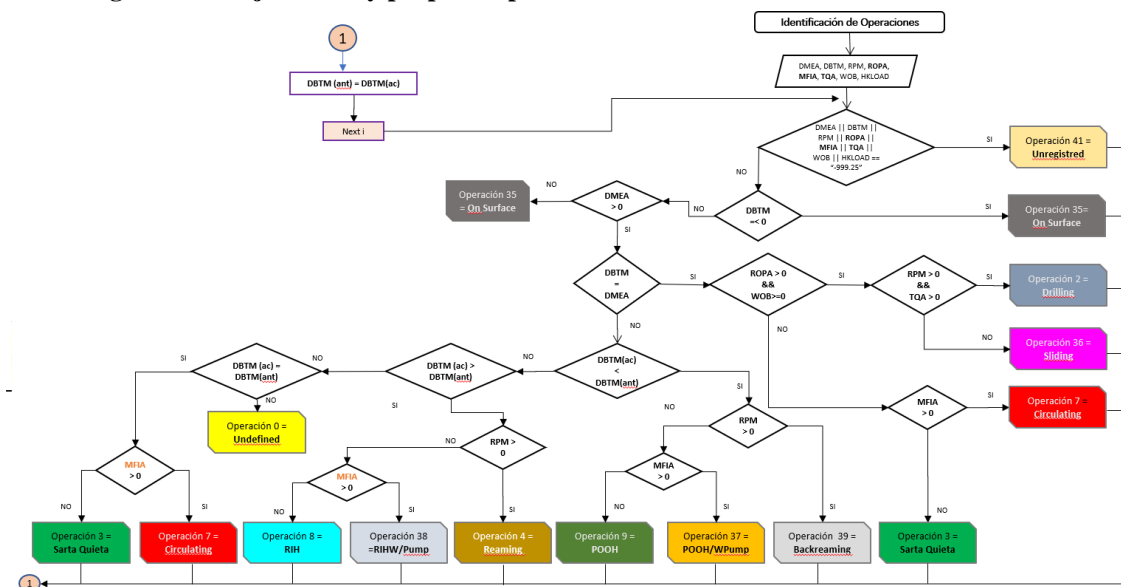 Identificación de Operaciones
1
DBTM (ant) = DBTM(ac)
Next i
DMEA, DBTM, RPM, ROPA,
MFIA, TQA, WOB, HKLOAD
DMEA || DBTM ||
RPM || ROPA ||
MFIA || TQA ||
WOB || HKLOAD ==
"-999.25"
SI
Operación 41 =
Unregistred
NO
DBTM
=< 0
SI
Operación 35=
On Surface
NO
DMEA
> 0
NO
Operación 35
= On Surface
SI
DBTM
=
DMEA
SI
ROPA > 0
&&
WOB>=0
SI
RPM > 0
&&
TQA > 0
SI
Operación 2 =
Drilling
NO
Operación 36 =
Sliding
NO
MFIA
> 0
SI
Operación 7 =
Circulating
NO
NO
DBTM(ac)
<
DBTM(ant)
NO
DBTM (ac) >
DBTM(ant)
NO
DBTM (ac) =
DBTM(ant)
SI
NO
Operación 0 =
Undefined
SI
RPM >
0
NO
MFIA
> 0
SI
RPM
> 0
NO
MFIA
> 0
MFIA
> 0
NO
SI
NO
SI
SI
NO
SI
SI
Operación 3 =
Sarta Quieta
Operación 7 =
Circulating
Operación 8 =
RIH
Operación 38
=RIHW/Pump
Operación 4 =
Reaming
Operación 9 =
POOH
Operación 37 =
POOH/WPump
Operación 39 =
Backreaming
Operación 3 =
Sarta Quieta
1